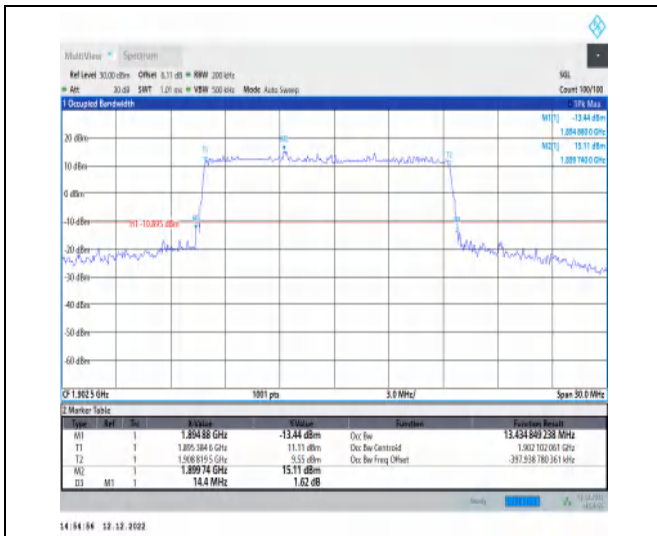 MultiView Spectrum
Ref Level 30.00 dBm Offset 8.11 dB RBW 200 kHz SGL
Att 30 dB SWT 1.01 ms VBW 500 kHz Mode Auto Sweep Count 100/100
1 Occupied Bandwidth 1Pk Max
M1[1] -13.44 dBm
1.894 880 0 GHz
M2[1] 15.11 dBm
1.899 740 0 GHz
20 dBm
10 dBm
0 dBm
-10 dBm
H1 -10.895 dBm
-20 dBm
-30 dBm
-40 dBm
-50 dBm
-60 dBm
T1
M2
T2
CF 1.902 5 GHz 1001 pts 3.0 MHz/ Span 30.0 MHz
2 Marker Table
Type Ref Trc X-Value Y-Value Function Function Result
M1 1 1.894 88 GHz -13.44 dBm Occ Bw 13.434 849 238 MHz
T1 1 1.895 384 6 GHz 11.11 dBm Occ Bw Centroid 1.902 102 061 GHz
T2 1 1.908 819 5 GHz 9.55 dBm Occ Bw Freq Offset -397.938 780 361 kHz
M2 1 1.899 74 GHz 15.11 dBm
D3 M1 1 14.4 MHz 1.62 dB
Ready
14:54:56 12.12.2022